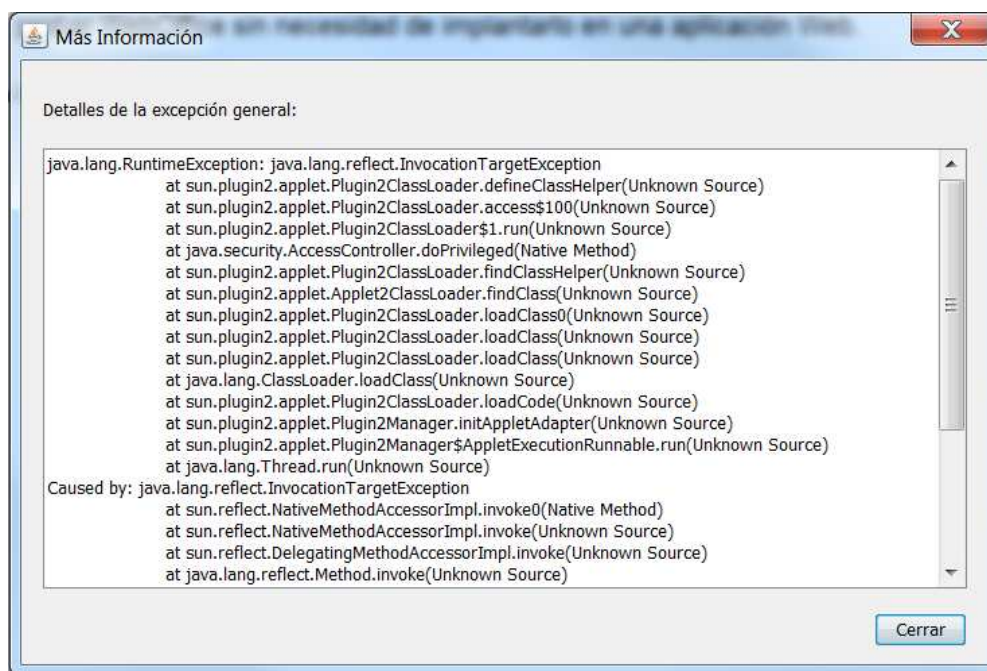 sin necesidad de implantarlo en una aplicación Web.
Más Información
Detalles de la excepción general:
java.lang.RuntimeException: java.lang.reflect.InvocationTargetException
at sun.plugin2.applet.Plugin2ClassLoader.defineClassHelper(Unknown Source)
at sun.plugin2.applet.Plugin2ClassLoader.access$100(Unknown Source)
at sun.plugin2.applet.Plugin2ClassLoader$1.run(Unknown Source)
at java.security.AccessController.doPrivileged(Native Method)
at sun.plugin2.applet.Plugin2ClassLoader.findClassHelper(Unknown Source)
at sun.plugin2.applet.Applet2ClassLoader.findClass(Unknown Source)
at sun.plugin2.applet.Plugin2ClassLoader.loadClass0(Unknown Source)
at sun.plugin2.applet.Plugin2ClassLoader.loadClass(Unknown Source)
at sun.plugin2.applet.Plugin2ClassLoader.loadClass(Unknown Source)
at java.lang.ClassLoader.loadClass(Unknown Source)
at sun.plugin2.applet.Plugin2ClassLoader.loadCode(Unknown Source)
at sun.plugin2.applet.Plugin2Manager.initAppletAdapter(Unknown Source)
at sun.plugin2.applet.Plugin2Manager$AppletExecutionRunnable.run(Unknown Source)
at java.lang.Thread.run(Unknown Source)
Caused by: java.lang.reflect.InvocationTargetException
at sun.reflect.NativeMethodAccessorImpl.invoke0(Native Method)
at sun.reflect.NativeMethodAccessorImpl.invoke(Unknown Source)
at sun.reflect.DelegatingMethodAccessorImpl.invoke(Unknown Source)
at java.lang.reflect.Method.invoke(Unknown Source)
Cerrar